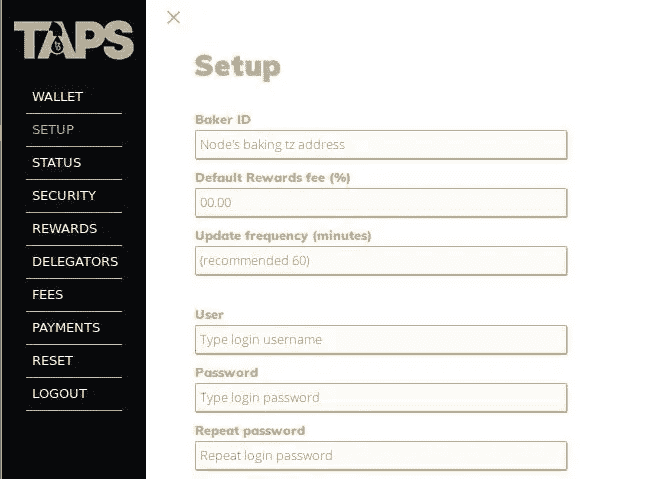 TAPS
WALLET
SETUP
STATUS
SECURITY
REWARDS
DELEGATORS
FEES
PAYMENTS
RESET
LOGOUT
Setup
Baker ID
Node's baking tz address
Default Rewards fee (%)
00.00
Update frequency (minutes)
(recommended 60)
User
Type login username
Password
Type login password
Repeat password
Repeat login password